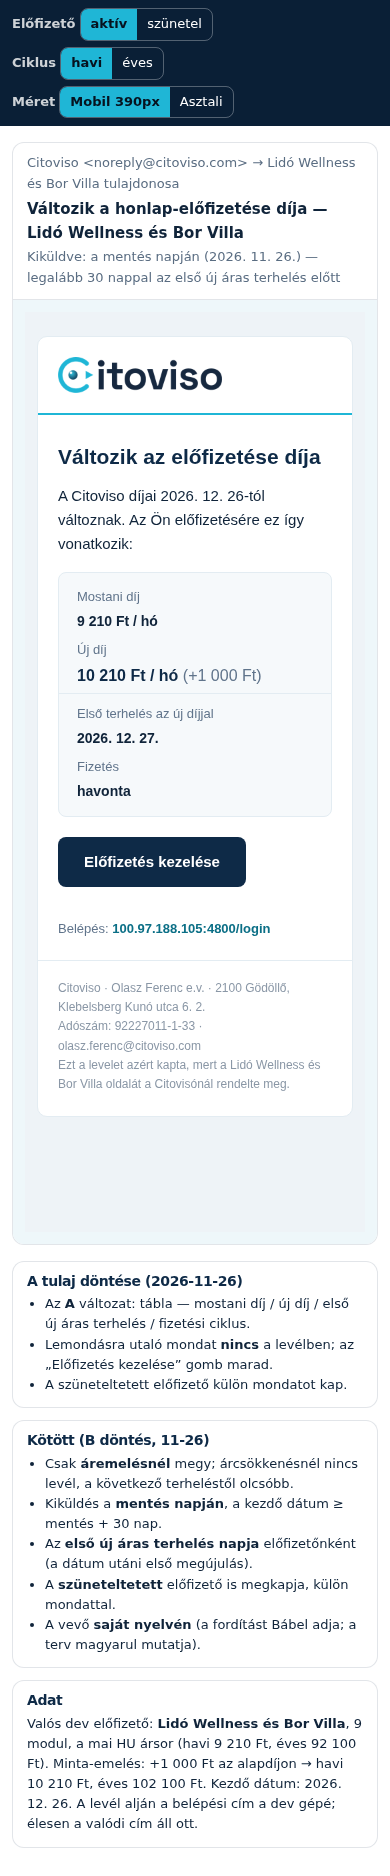 Előfizető aktív szünetel
Ciklus havi éves
Méret Mobil 390px Asztali
Citoviso <noreply@citoviso.com> → Lidó Wellness
és Bor Villa tulajdonosa
Változik a honlap-előfizetése díja —
Lidó Wellness és Bor Villa
Kiküldve: a mentés napján (2026. 11. 26.) —
legalább 30 nappal az első új áras terhelés előtt
Citoviso
Változik az előfizetése díja
A Citoviso díjai 2026. 12. 26-tól
változnak. Az Ön előfizetésére ez így
vonatkozik:
Mostani díj
9 210 Ft / hó
Új díj
10 210 Ft / hó (+1 000 Ft)
Első terhelés az új díjjal
2026. 12. 27.
Fizetés
havonta
Előfizetés kezelése
Belépés: 100.97.188.105:4800/login
Citoviso · Olasz Ferenc e.v. · 2100 Gödöllő,
Klebelsberg Kunó utca 6. 2.
Adószám: 92227011-1-33 ·
olasz.ferenc@citoviso.com
Ezt a levelet azért kapta, mert a Lidó Wellness és
Bor Villa oldalát a Citovisónál rendelte meg.
A tulaj döntése (2026-11-26)
• Az A változat: tábla — mostani díj / új díj / első
új áras terhelés / fizetési ciklus.
• Lemondásra utaló mondat nincs a levélben; az
„Előfizetés kezelése” gomb marad.
• A szüneteltetett előfizető külön mondatot kap.
Kötött (B döntés, 11-26)
• Csak áremelésnél megy; árcsökkenésnél nincs
levél, a következő terheléstől olcsóbb.
• Kiküldés a mentés napján, a kezdő dátum ≥
mentés + 30 nap.
• Az első új áras terhelés napja előfizetőnként
(a dátum utáni első megújulás).
• A szüneteltetett előfizető is megkapja, külön
mondattal.
• A vevő saját nyelvén (a fordítást Bábel adja; a
terv magyarul mutatja).
Adat
Valós dev előfizető: Lidó Wellness és Bor Villa, 9
modul, a mai HU ársor (havi 9 210 Ft, éves 92 100
Ft). Minta-emelés: +1 000 Ft az alapdíjon → havi
10 210 Ft, éves 102 100 Ft. Kezdő dátum: 2026.
12. 26. A levél alján a belépési cím a dev gépé;
élesen a valódi cím áll ott.